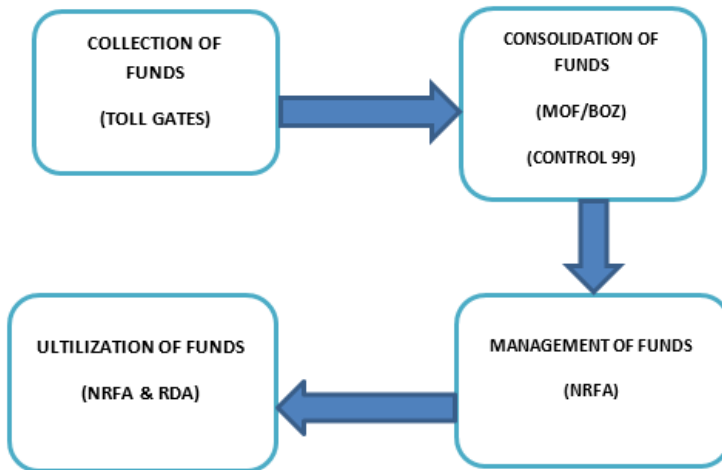 COLLECTION OF
FUNDS
(TOLL GATES)
CONSOLIDATION OF
FUNDS
(MOF/BOZ)
(CONTROL 99)
MANAGEMENT OF FUNDS
(NRFA)
ULTILIZATION OF FUNDS
(NRFA & RDA)